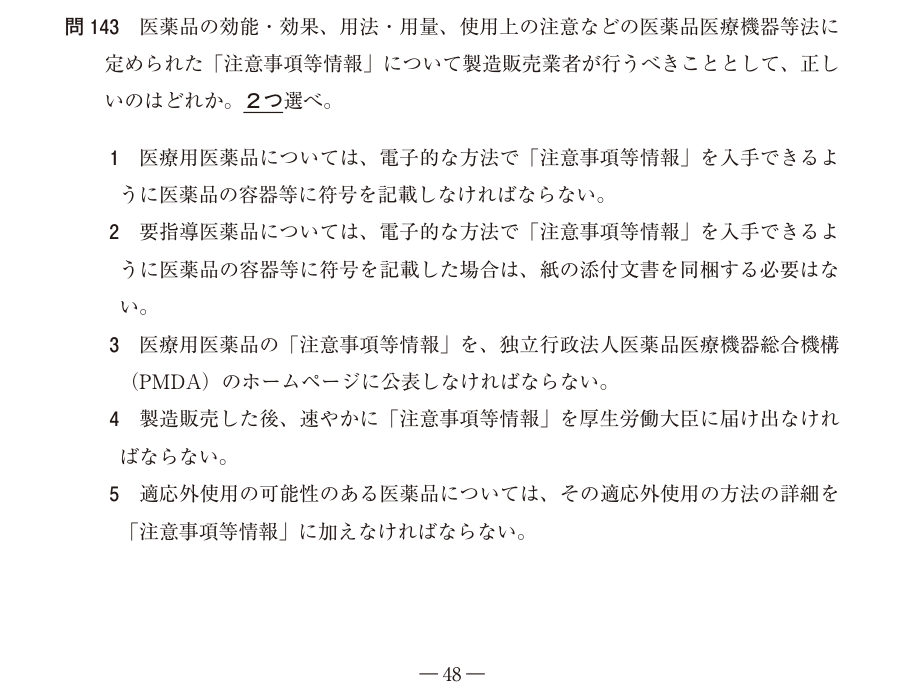 問 143　医薬品の効能・効果、用法・用量、使用上の注意などの医薬品医療機器等法に
定められた「注意事項等情報」について製造販売業者が行うべきこととして、正し
いのはどれか。２つ選べ。
1　医療用医薬品については、電子的な方法で「注意事項等情報」を入手できるよ
うに医薬品の容器等に符号を記載しなければならない。
2　要指導医薬品については、電子的な方法で「注意事項等情報」を入手できるよ
うに医薬品の容器等に符号を記載した場合は、紙の添付文書を同梱する必要はな
い。
3　医療用医薬品の「注意事項等情報」を、独立行政法人医薬品医療機器総合機構
（PMDA）のホームページに公表しなければならない。
4　製造販売した後、速やかに「注意事項等情報」を厚生労働大臣に届け出なけれ
ばならない。
5　適応外使用の可能性のある医薬品については、その適応外使用の方法の詳細を
「注意事項等情報」に加えなければならない。
— 48 —